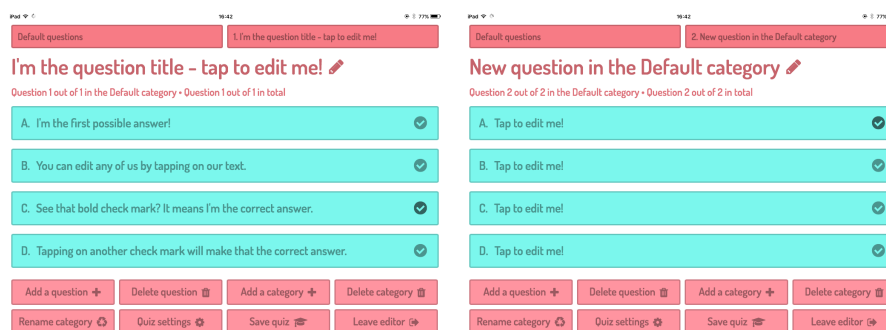 iPad 16:42 77%
Default questions
1. I'm the question title - tap to edit me!
I'm the question title - tap to edit me!
Question 1 out of 1 in the Default category • Question 1 out of 1 in total
A. I'm the first possible answer!
B. You can edit any of us by tapping on our text.
C. See that bold check mark? It means I'm the correct answer.
D. Tapping on another check mark will make that the correct answer.
Add a question Delete question Add a category Delete category
Rename category Quiz settings Save quiz Leave editor
iPad 16:42 77%
Default questions
2. New question in the Default category
New question in the Default category
Question 2 out of 2 in the Default category • Question 2 out of 2 in total
A. Tap to edit me!
B. Tap to edit me!
C. Tap to edit me!
D. Tap to edit me!
Add a question Delete question Add a category Delete category
Rename category Quiz settings Save quiz Leave editor